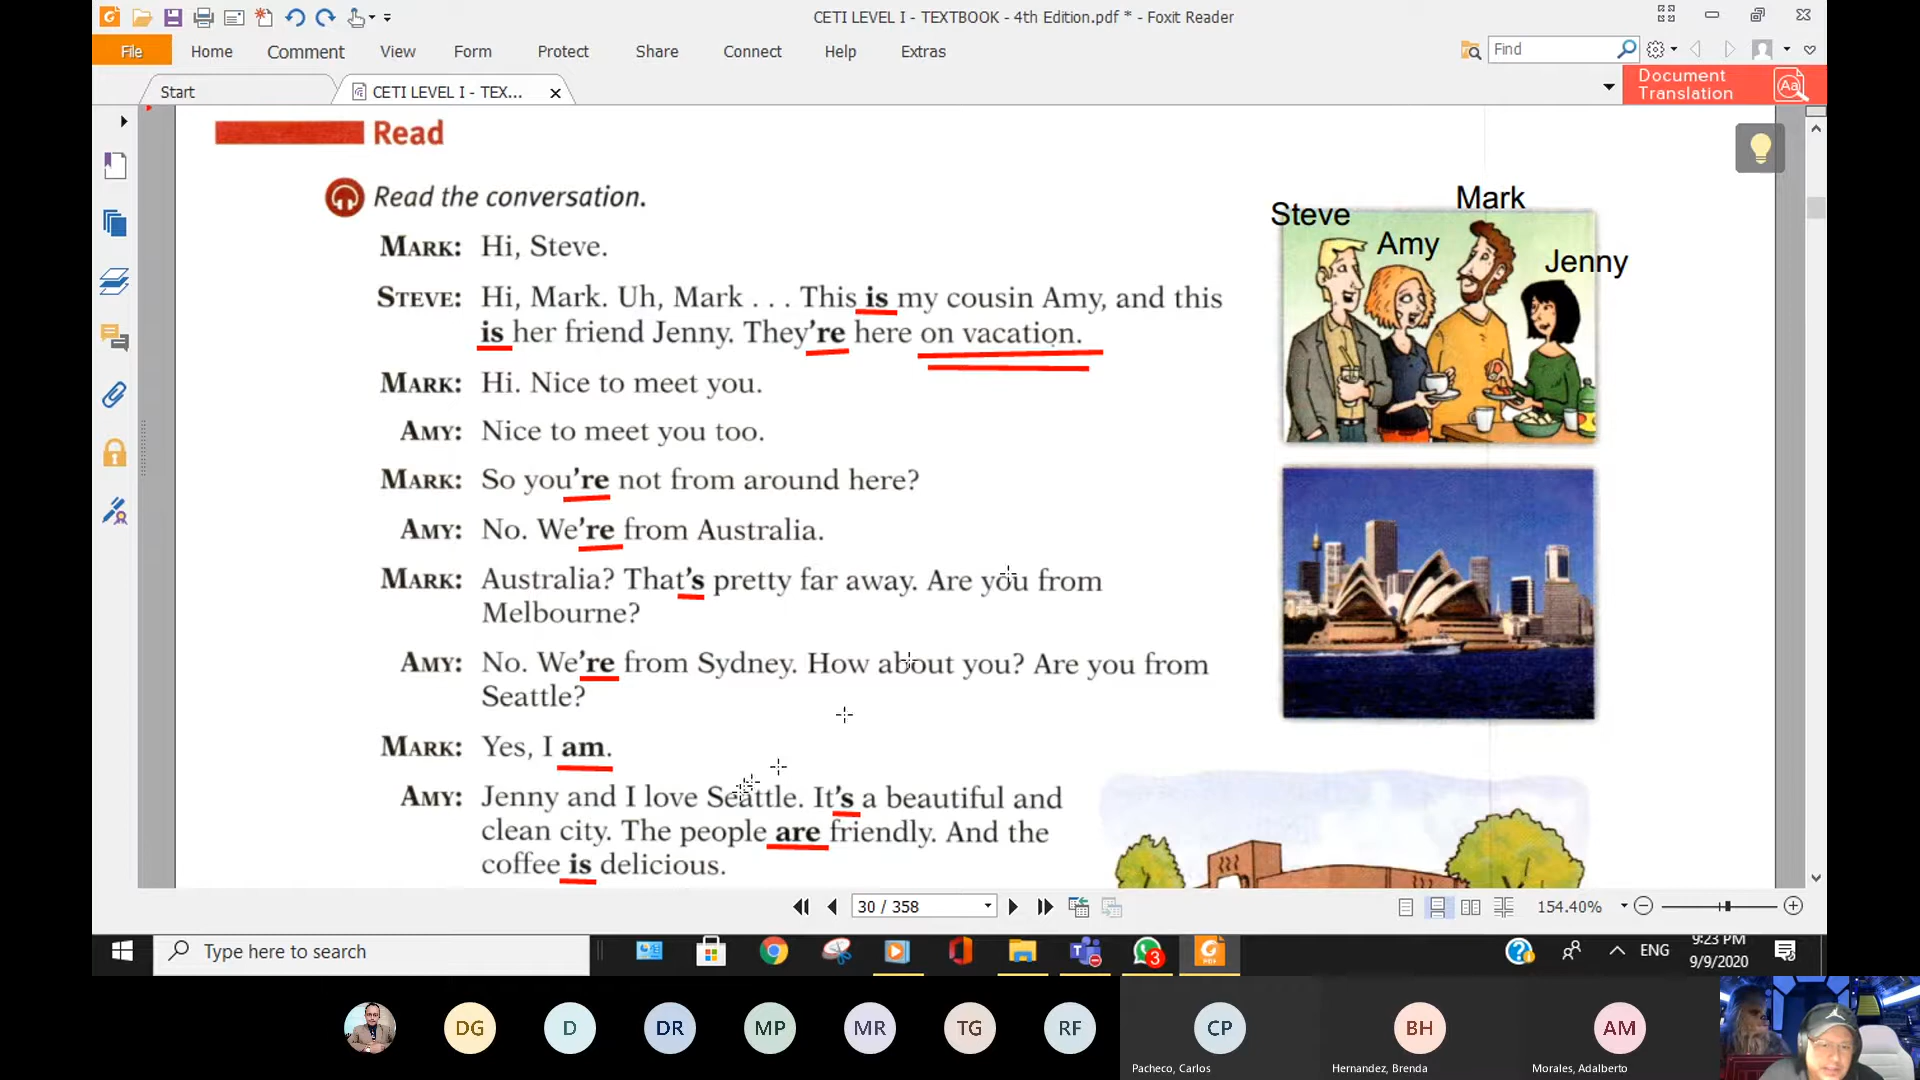 CETI LEVEL I - TEXTBOOK - 4th Edition.pdf * - Foxit Reader
File Home Comment View Form Protect Share Connect Help Extras
Find
Start
CETI LEVEL I - TEX...
Document
Translation
Read
Read the conversation.
MARK: Hi, Steve.
STEVE: Hi, Mark. Uh, Mark . . . This is my cousin Amy, and this
is her friend Jenny. They're here on vacation.
MARK: Hi. Nice to meet you.
AMY: Nice to meet you too.
MARK: So you're not from around here?
AMY: No. We're from Australia.
MARK: Australia? That's pretty far away. Are you from
Melbourne?
AMY: No. We're from Sydney. How about you? Are you from
Seattle?
MARK: Yes, I am.
AMY: Jenny and I love Seattle. It's a beautiful and
clean city. The people are friendly. And the
coffee is delicious.
Steve
Mark
Amy
Jenny
30 / 358
154.40%
Type here to search
3
ENG
9:23 PM
9/9/2020
DG
D
DR
MP
MR
TG
RF
CP
BH
AM
Pacheco, Carlos
Hernandez, Brenda
Morales, Adalberto